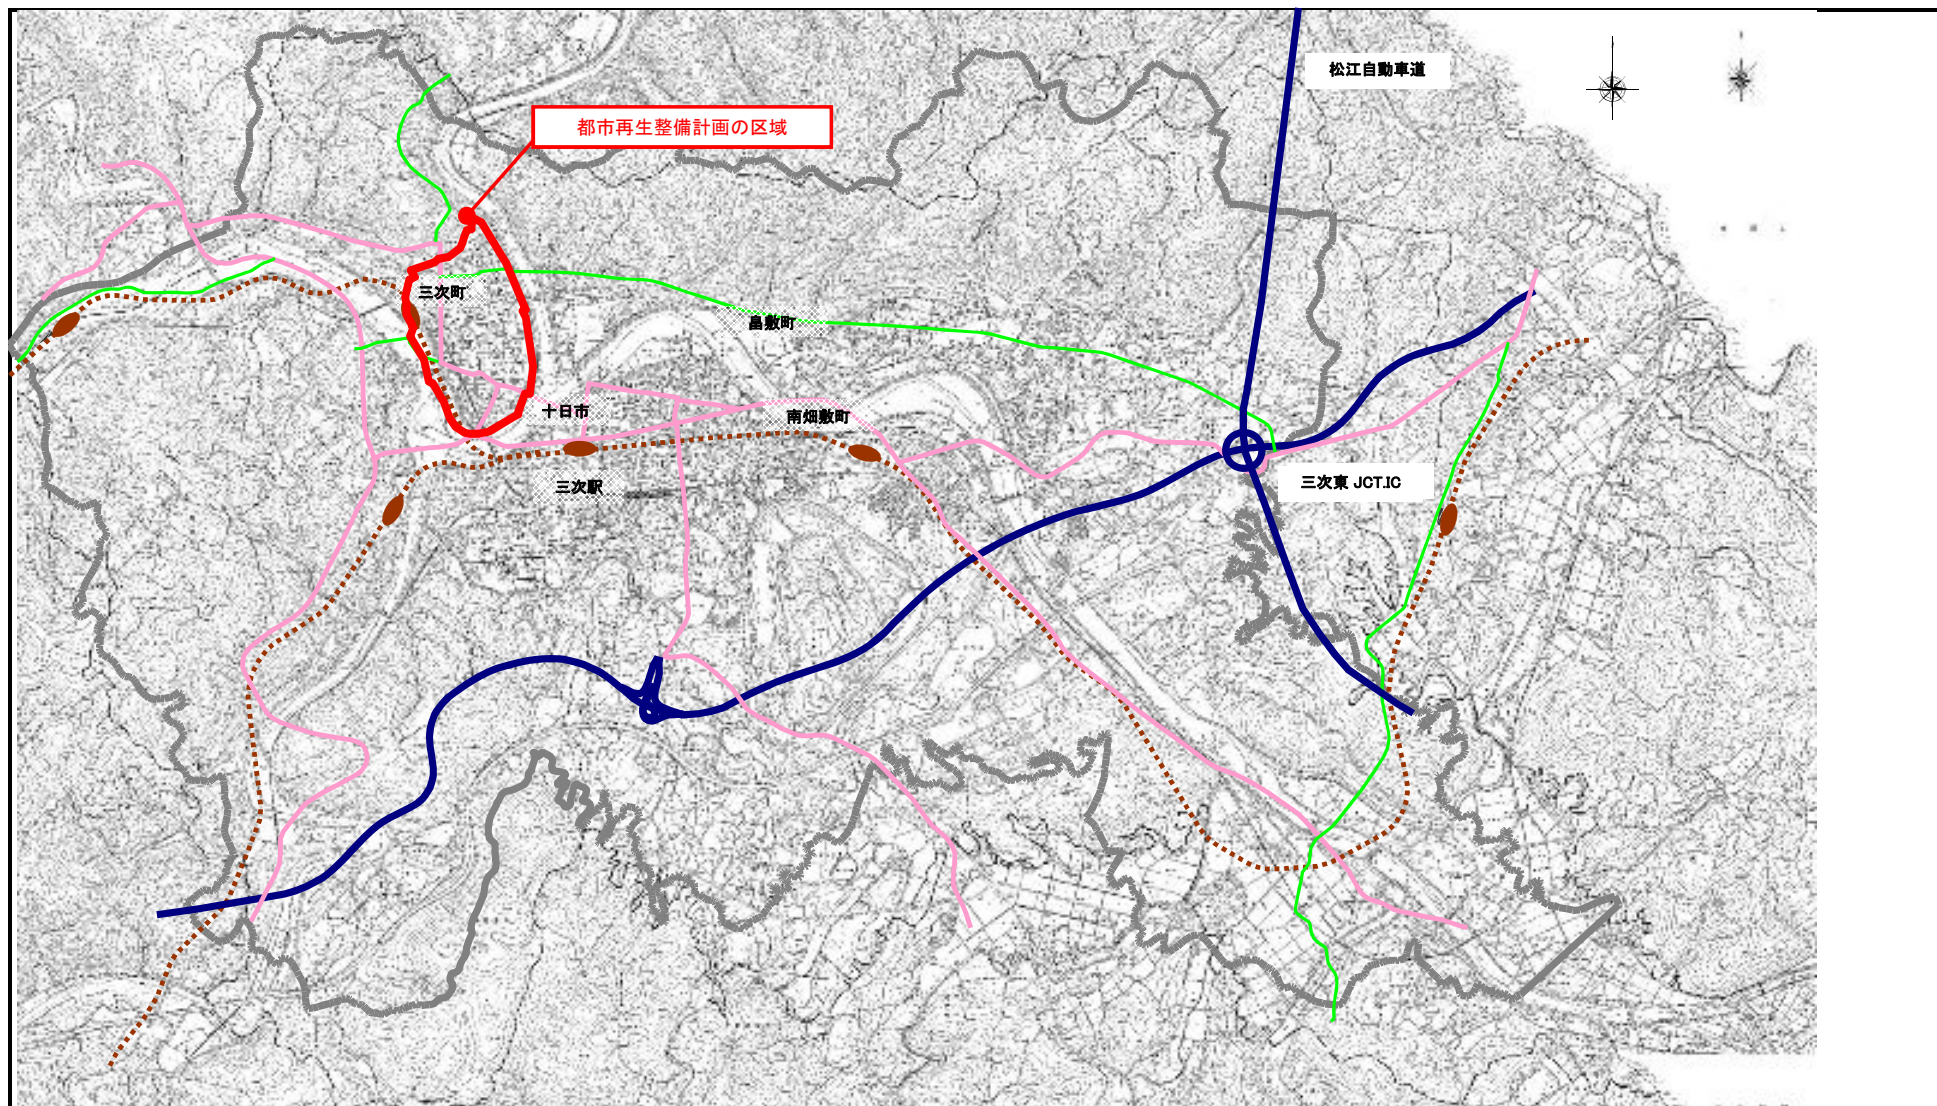 松江自動車道
都市再生整備計画の区域
三次町
畠敷町
十日市
南畑敷町
三次駅
三次東 JCT.IC